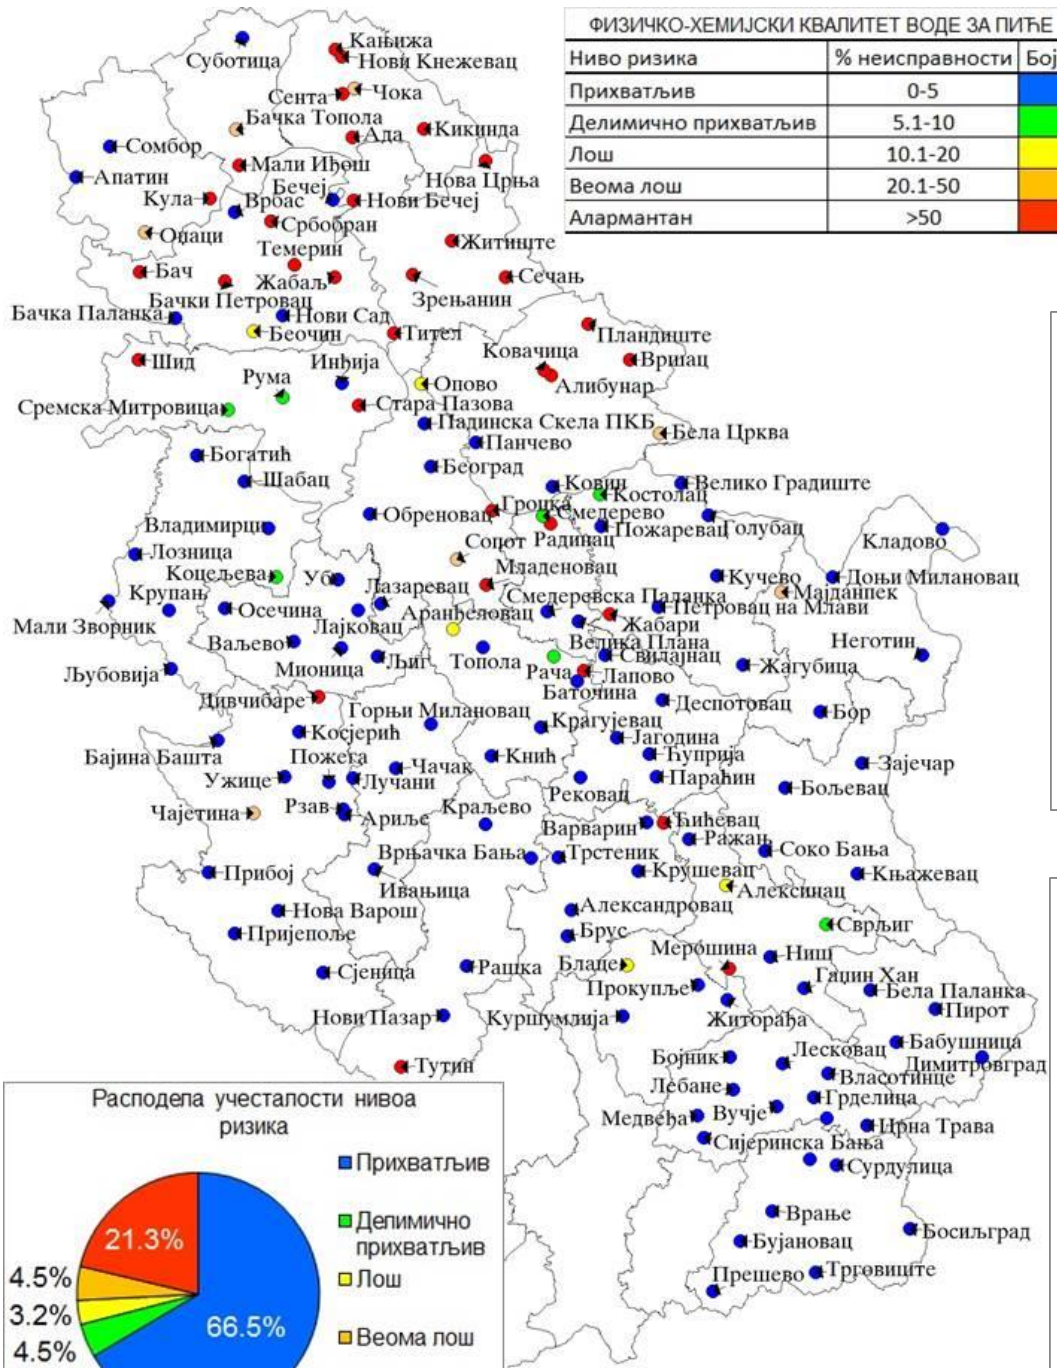 ФИЗИЧКО-ХЕМИЈСКИ КВАЛИТЕТ ВОДЕ ЗА ПИЋЕ
Ниво ризика % неисправности Бој
Прихватљив 0-5
Делимично прихватљив 5.1-10
Лош 10.1-20
Веома лош 20.1-50
Алармантан >50
Кањижа
Суботица
Нови Кнежевац
Чока
Сента
Бачка Топола
Ада
Кикинда
Сомбор
Мали Иђош
Апатин
Бечеј
Нова Црња
Кула
Врбас
Нови Бечеј
Србобран
Оџаци
Темерин
Житиште
Бач
Жабаљ
Зрењанин
Сечањ
Бачки Петровац
Бачка Паланка
Нови Сад
Беочин
Тител
Пландиште
Ковачица
Вршац
Шид
Инђија
Алибунар
Рума
Опово
Сремска Митровица
Стара Пазова
Падинска Скела ПКБ
Бела Црква
Панчево
Богатић
Београд
Шабац
Ковин
Велико Градиште
Костолац
Гроцка
Обреновац
Смедерево
Владимирци
Пожаревац
Голубац
Радинац
Кладово
Лозница
Сопот
Младеновац
Коцељева
Уб
Лазаревац
Кучево
Доњи Милановац
Смедеревска Паланка
Мајданпек
Крупањ
Осечина
Аранђеловац
Петровац на Млави
Мали Зворник
Лајковац
Жабари
Ваљево
Велика Плана
Неготин
Мионица
Љиг
Топола
Свилајнац
Жагубица
Љубовија
Рача
Лапово
Баточина
Дивчибаре
Деспотовац
Горњи Милановац
Бор
Косјерић
Крагујевац
Јагодина
Бајина Башта
Пожега
Кнић
Ћуприја
Зајечар
Ужице
Лучани
Чачак
Параћин
Рековац
Бољевац
Чајетина
Рзав
Ариље
Краљево
Варварин
Ћићевац
Ражањ
Врњачка Бања
Трстеник
Соко Бања
Прибој
Ивањица
Крушевац
Књажевац
Алексинац
Нова Варош
Александровац
Сврљиг
Пријепоље
Брус
Мерошина
Ниш
Сјеница
Рашка
Блаце
Гаџин Хан
Прокупље
Бела Паланка
Нови Пазар
Куршумлија
Житорађа
Пирот
Бабушница
Тутин
Бојник
Лесковац
Димитровград
Власотинце
Лебане
Грделица
Медвеђа
Вучје
Црна Трава
Сијеринска Бања
Сурдулица
Врање
Босиљград
Бујановац
Прешево
Трговиште
Расподела учесталости нивоа
ризика
Прихватљив
Делимично
прихватљив
Лош
Веома лош
21.3%
4.5%
3.2%
4.5%
66.5%